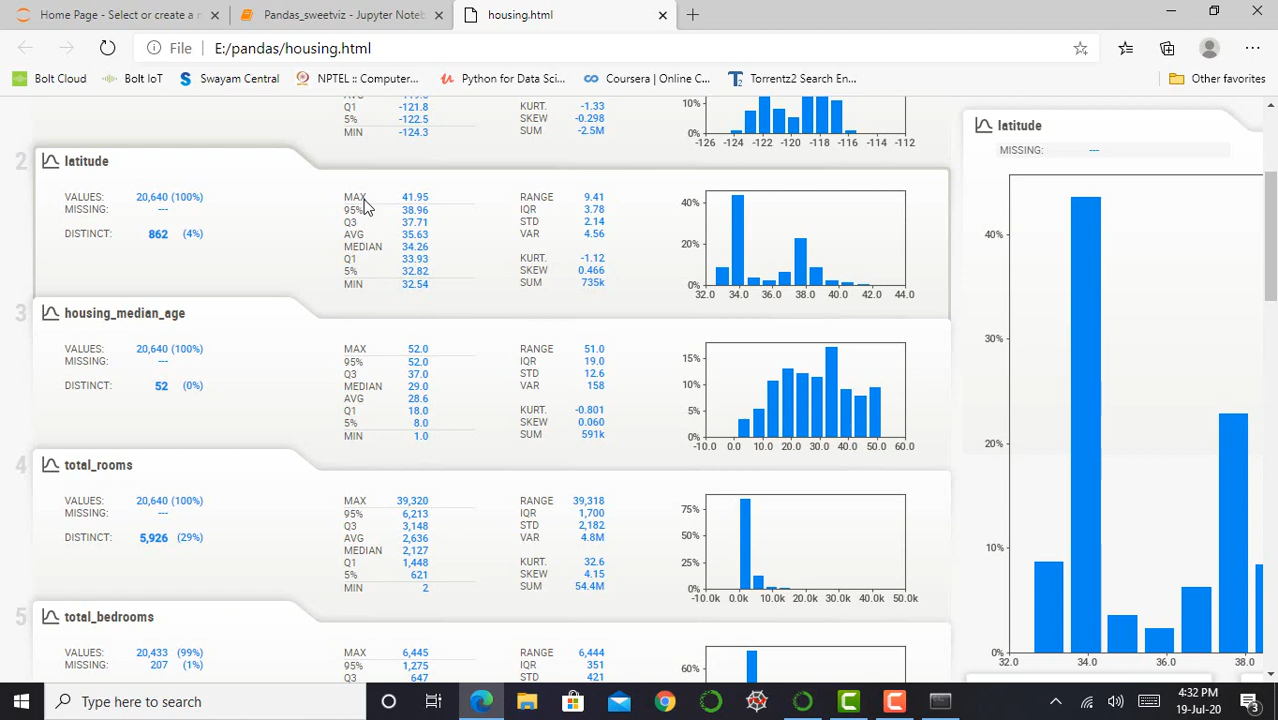 Home Page - Select or create a n
Pandas_sweetviz - Jupyter Noteb
housing.html
File E:/pandas/housing.html
Bolt Cloud Bolt IoT Swayam Central NPTEL :: Computer... Python for Data Sci... Coursera | Online C... Torrentz2 Search En... Other favorites
Q1 -121.8
5% -122.5
MIN -124.3
KURT. -1.33
SKEW -0.298
SUM -2.5M
10%
0%
-126 -124 -122 -120 -118 -116 -114 -112
2 latitude
VALUES: 20,640 (100%)
MISSING: ---
DISTINCT: 862 (4%)
MAX 41.95
95% 38.96
Q3 37.71
AVG 35.63
MEDIAN 34.26
Q1 33.93
5% 32.82
MIN 32.54
RANGE 9.41
IQR 3.78
STD 2.14
VAR 4.56
KURT. -1.12
SKEW 0.466
SUM 735k
40%
20%
0%
32.0 34.0 36.0 38.0 40.0 42.0 44.0
3 housing_median_age
VALUES: 20,640 (100%)
MISSING: ---
DISTINCT: 52 (0%)
MAX 52.0
95% 52.0
Q3 37.0
MEDIAN 29.0
AVG 28.6
Q1 18.0
5% 8.0
MIN 1.0
RANGE 51.0
IQR 19.0
STD 12.6
VAR 158
KURT. -0.801
SKEW 0.060
SUM 591k
15%
10%
5%
0%
-10.0 0.0 10.0 20.0 30.0 40.0 50.0 60.0
4 total_rooms
VALUES: 20,640 (100%)
MISSING: ---
DISTINCT: 5,926 (29%)
MAX 39,320
95% 6,213
Q3 3,148
AVG 2,636
MEDIAN 2,127
Q1 1,448
5% 621
MIN 2
RANGE 39,318
IQR 1,700
STD 2,182
VAR 4.8M
KURT. 32.6
SKEW 4.15
SUM 54.4M
75%
50%
25%
0%
-10.0k 0.0k 10.0k 20.0k 30.0k 40.0k 50.0k
5 total_bedrooms
VALUES: 20,433 (99%)
MISSING: 207 (1%)
MAX 6,445
95% 1,275
Q3 647
RANGE 6,444
IQR 351
STD 421
60%
latitude
MISSING: ---
40%
30%
20%
10%
0%
32.0 34.0 36.0 38.0
Type here to search
4:32 PM
19-Jul-20